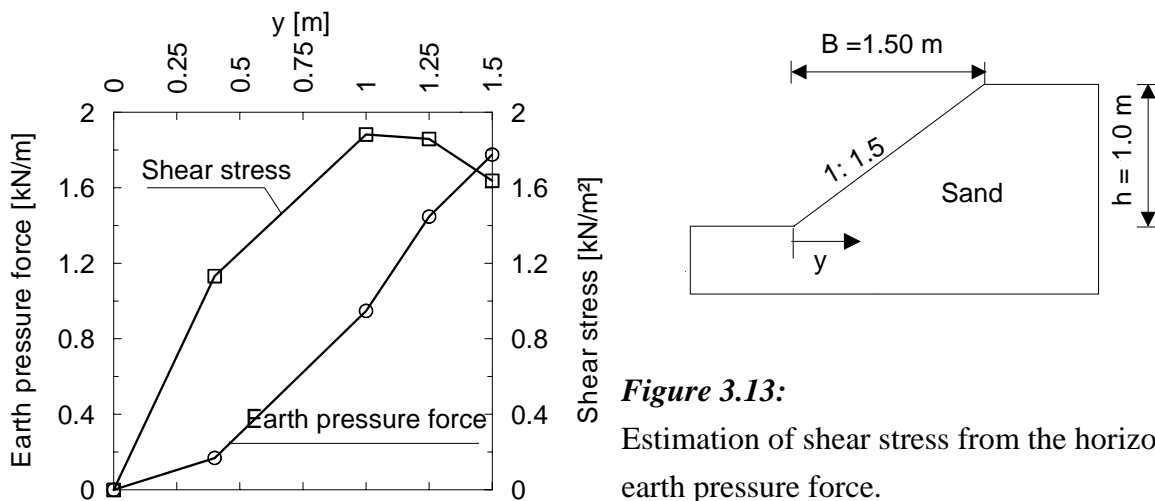 y [m]
0 0.25 0.5 0.75 1 1.25 1.5
2 2
1.6 1.6
1.2 1.2
0.8 0.8
0.4 0.4
0 0
Earth pressure force [kN/m]
Shear stress
Earth pressure force
Shear stress [kN/m²]
B =1.50 m
1: 1.5
h = 1.0 m
Sand
y
Figure 3.13:
Estimation of shear stress from the horizo
earth pressure force.